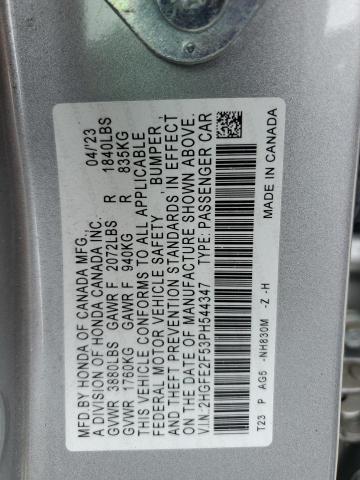 MFD.BY HONDA OF CANADA MFG., 04/'23
A DIVISION OF HONDA CANADA INC.
GVWR 3880LBS GAWR F 2072LBS R 1840LBS
GVWR 1760KG GAWR F 940KG R 835KG
THIS VEHICLE CONFORMS TO ALL APPLICABLE
FEDERAL MOTOR VEHICLE SAFETY, BUMPER,
AND THEFT PREVENTION STANDARDS IN EFFECT
ON THE DATE OF MANUFACTURE SHOWN ABOVE.
V.I.N:2HGFE2F53PH544347 TYPE: PASSENGER CAR
T23 P AG5 -NH830M -Z -H MADE IN CANADA